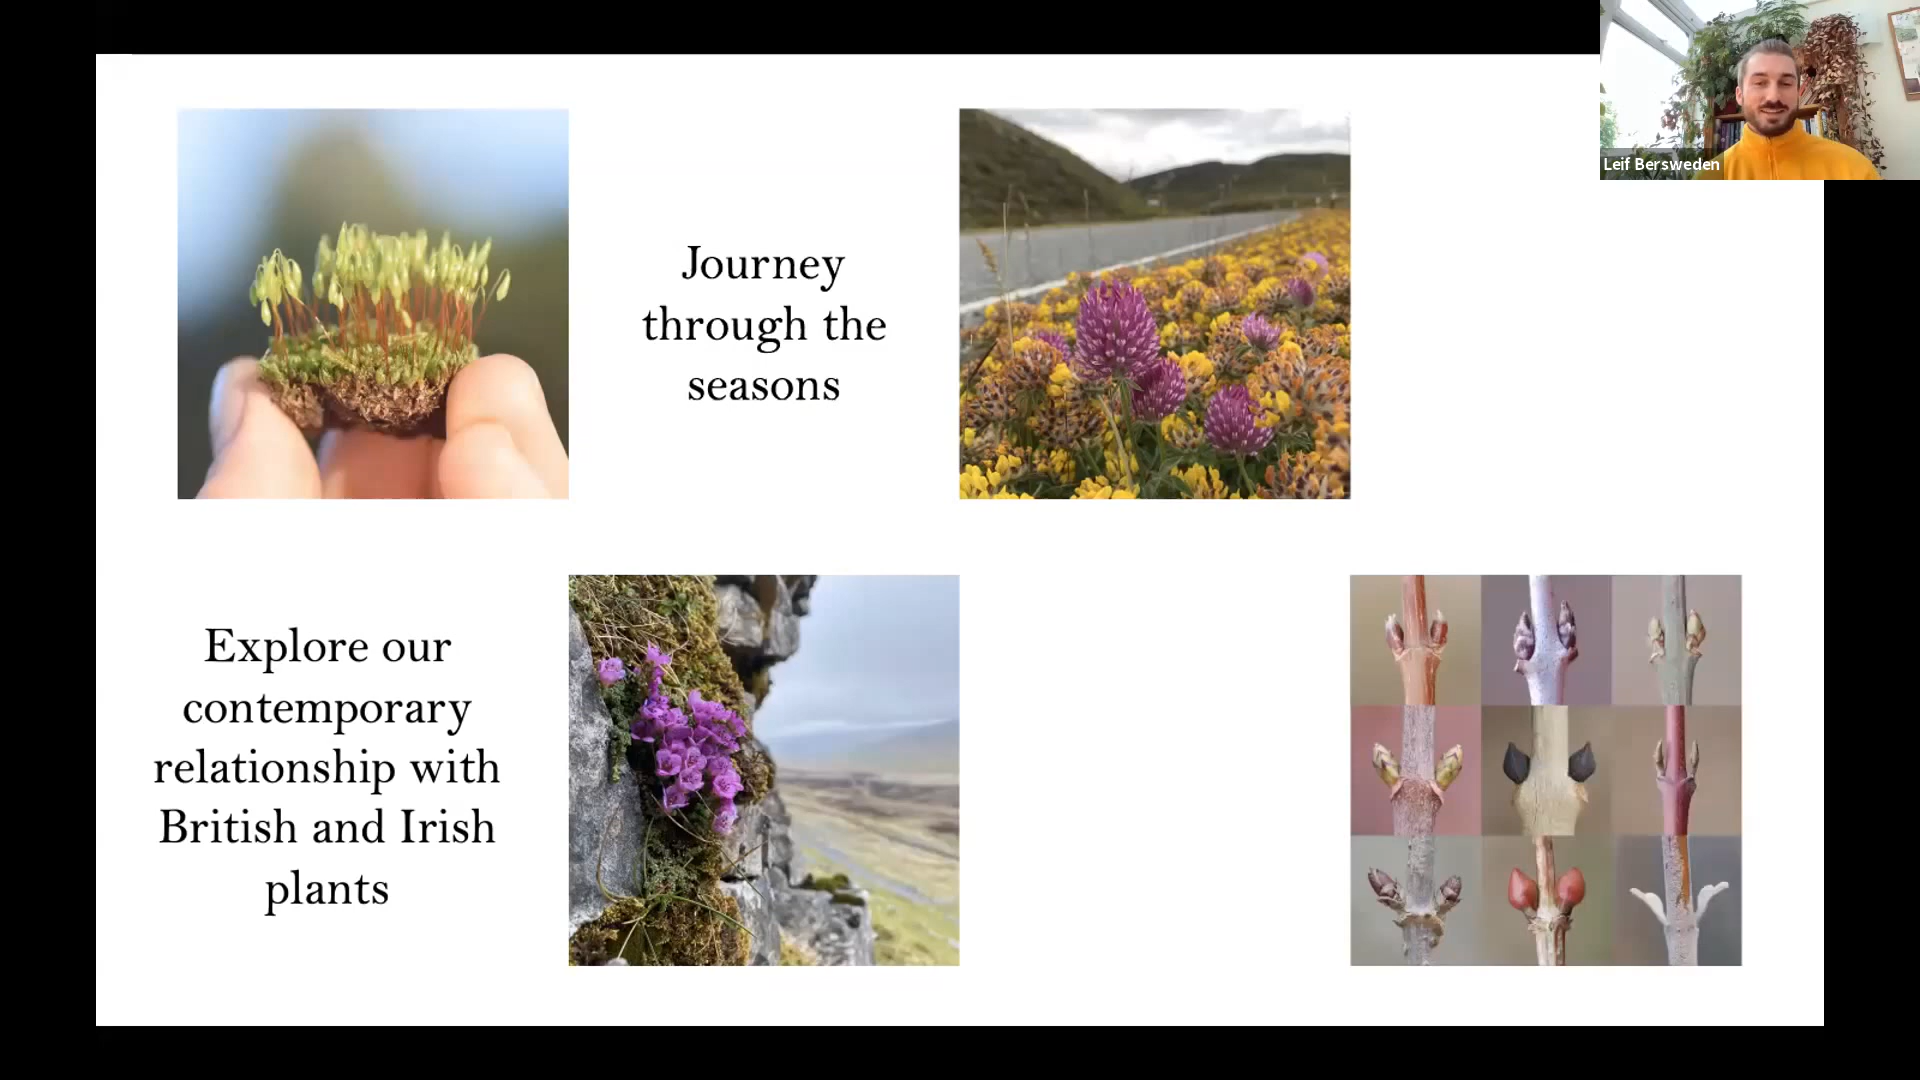 Leif Bersweden
Journey
through the
seasons
Explore our
contemporary
relationship with
British and Irish
plants